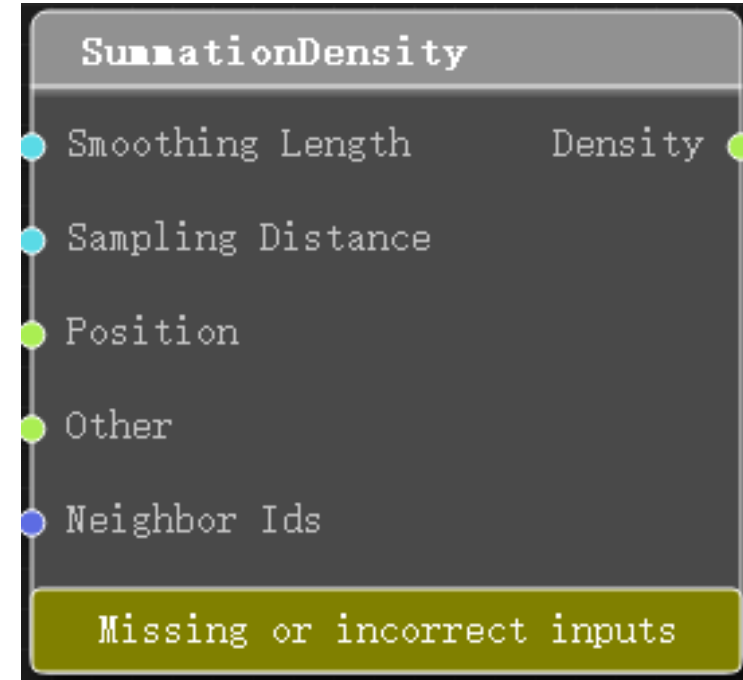 SummationDensity
Smoothing Length Density
Sampling Distance
Position
Other
Neighbor Ids
Missing or incorrect inputs